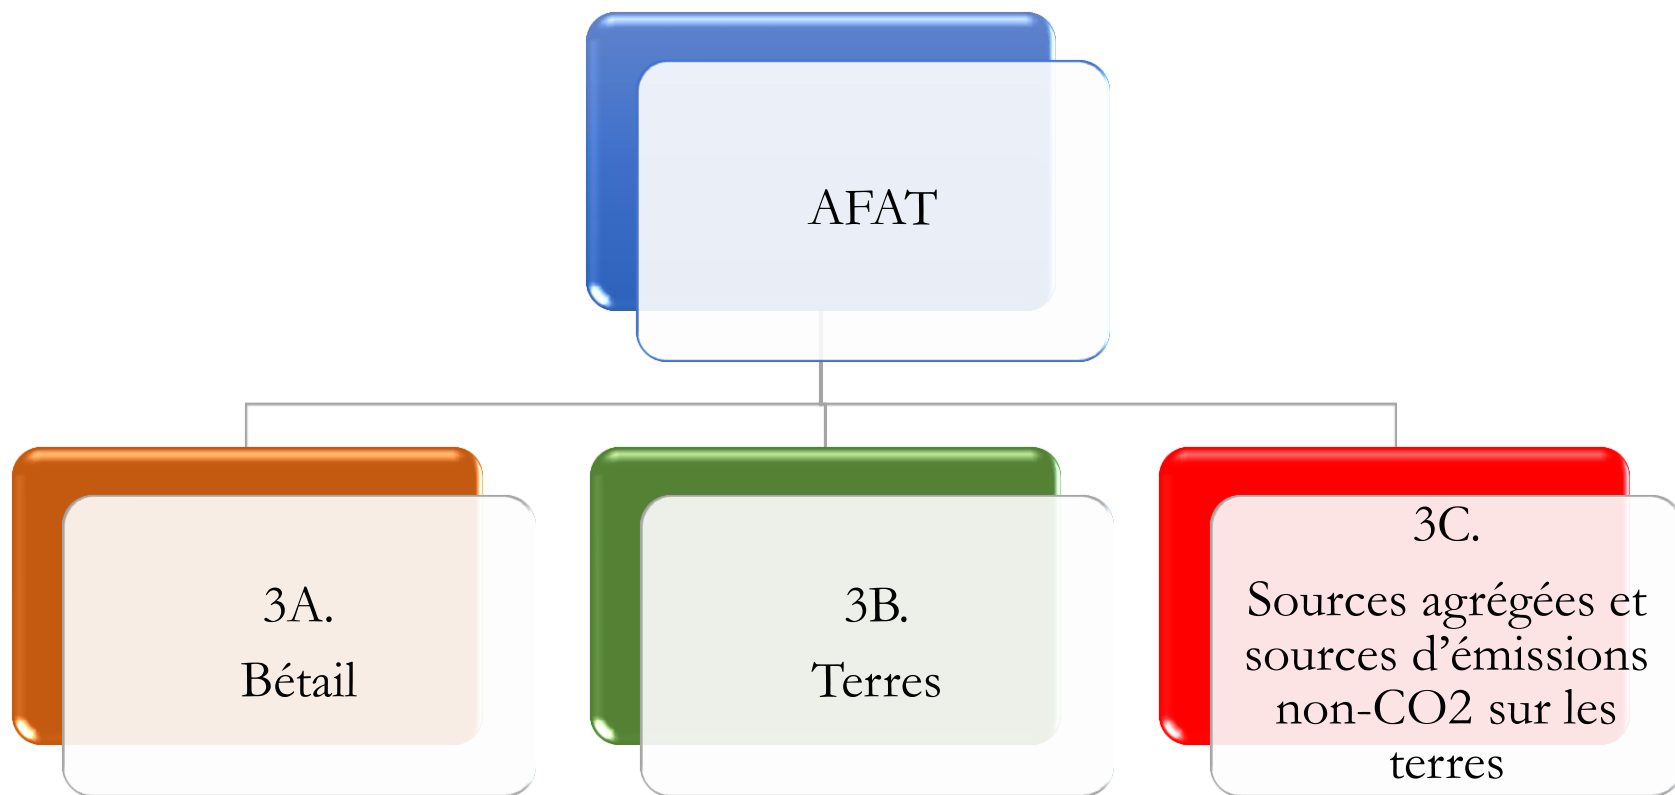 AFAT
3A.
Bétail
3B.
Terres
3C.
Sources agrégées et
sources d’émissions
non-CO2 sur les
terres